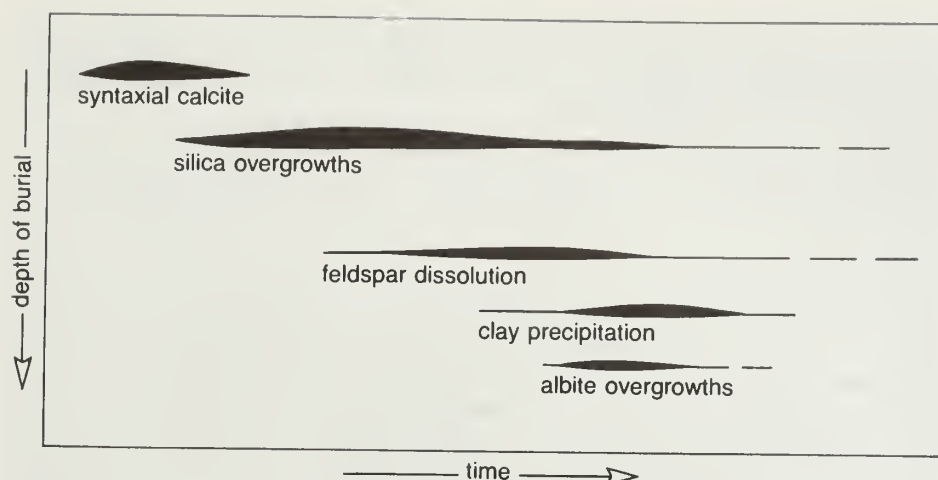 syntaxial calcite
silica overgrowths
feldspar dissolution
clay precipitation
albite overgrowths
depth of burial
time